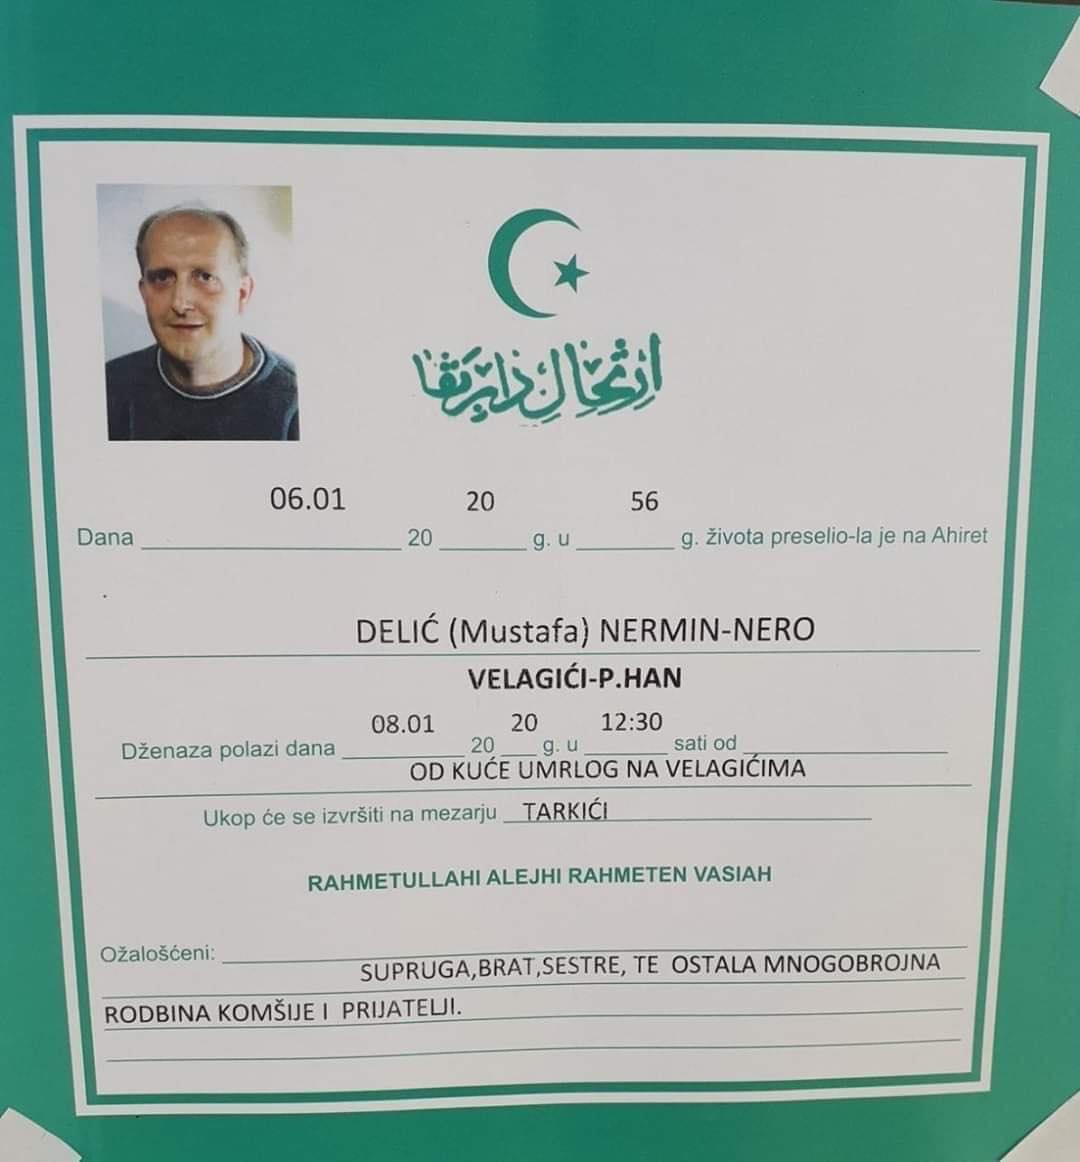 ارتحال دار بقا
06.01 20 56
Dana 20 g. u g. života preselio-la je na Ahiret
DELIĆ (Mustafa) NERMIN-NERO
VELAGIĆI-P.HAN
08.01 20 12:30
Dženaza polazi dana 20 g. u sati od
OD KUĆE UMRLOG NA VELAGIĆIMA
Ukop će se izvršiti na mezarju TARKIĆI
RAHMETULLAHI ALEJHI RAHMETEN VASIAH
Ožalošćeni:
SUPRUGA,BRAT,SESTRE, TE OSTALA MNOGOBROJNA
RODBINA KOMŠIJE I PRIJATELJI.